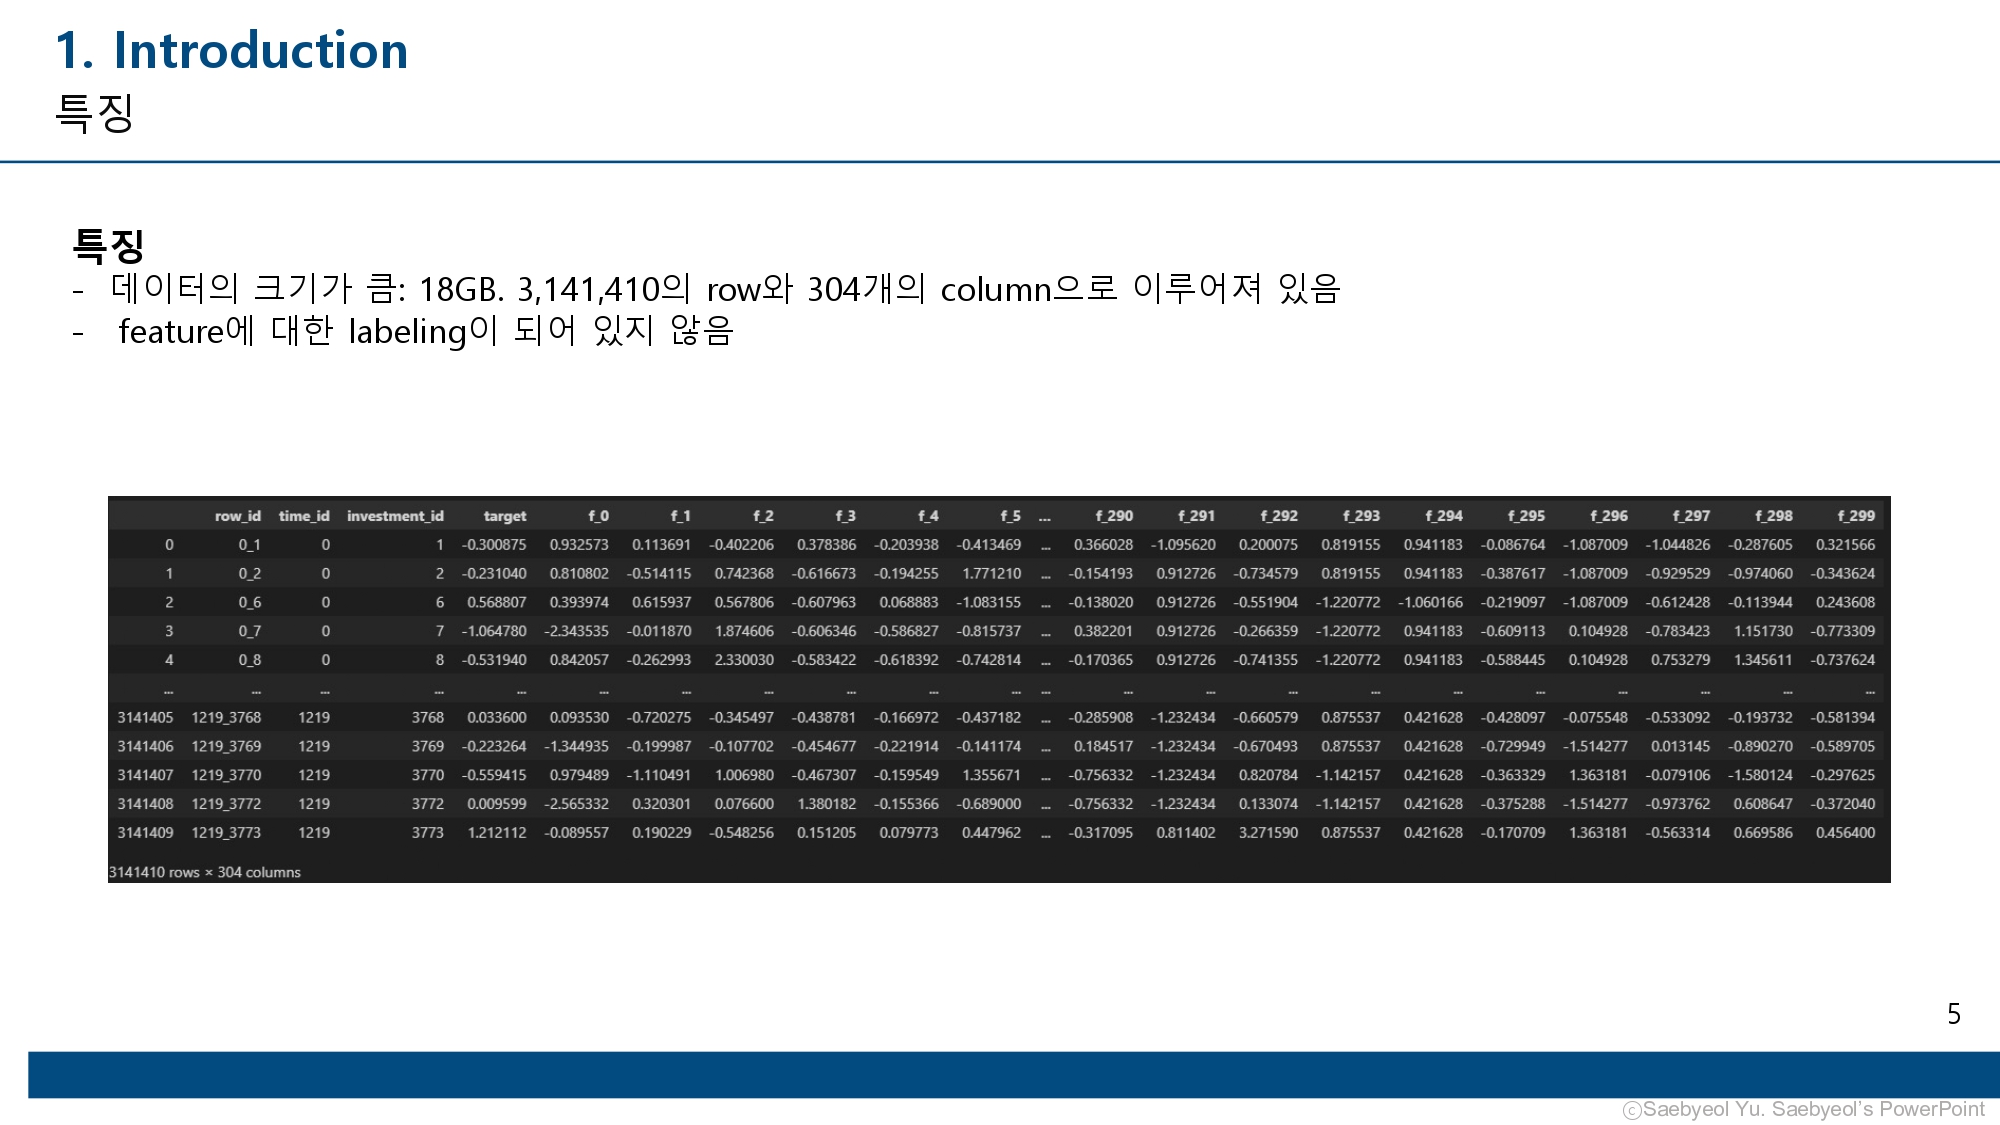 1. Introduction
특징
특징
- 데이터의 크기가 큼: 18GB. 3,141,410의 row와 304개의 column으로 이루어져 있음
- feature에 대한 labeling이 되어 있지 않음
row_id time_id investment_id target f_0 f_1 f_2 f_3 f_4 f_5 ... f_290 f_291 f_292 f_293 f_294 f_295 f_296 f_297 f_298 f_299
0 0_1 0 1 -0.300875 0.932573 0.113691 -0.402206 0.378386 -0.203938 -0.413469 ... 0.366028 -1.095620 0.200075 0.819155 0.941183 -0.086764 -1.087009 -1.044826 -0.287605 0.321566
1 0_2 0 2 -0.231040 0.810802 -0.514115 0.742368 -0.616673 -0.194255 1.771210 ... -0.154193 0.912726 -0.734579 0.819155 0.941183 -0.387617 -1.087009 -0.929529 -0.974060 -0.343624
2 0_6 0 6 0.568807 0.393974 0.615937 0.567806 -0.607963 0.068883 -1.083155 ... -0.138020 0.912726 -0.551904 -1.220772 -1.060166 -0.219097 -1.087009 -0.612428 -0.113944 0.243608
3 0_7 0 7 -1.064780 -2.343535 -0.011870 1.874606 -0.606346 -0.586827 -0.815737 ... 0.382201 0.912726 -0.266359 -1.220772 0.941183 -0.609113 0.104928 -0.783423 1.151730 -0.773309
4 0_8 0 8 -0.531940 0.842057 -0.262993 2.330030 -0.583422 -0.618392 -0.742814 ... -0.170365 0.912726 -0.741355 -1.220772 0.941183 -0.588445 0.104928 0.753279 1.345611 -0.737624
... ... ... ... ... ... ... ... ... ... ... ... ... ... ... ... ... ... ... ... ... ...
3141405 1219_3768 1219 3768 0.033600 0.093530 -0.720275 -0.345497 -0.438781 -0.166972 -0.437182 ... -0.285908 -1.232434 -0.660579 0.875537 0.421628 -0.428097 -0.075548 -0.533092 -0.193732 -0.581394
3141406 1219_3769 1219 3769 -0.223264 -1.344935 -0.199987 -0.107702 -0.454677 -0.221914 -0.141174 ... 0.184517 -1.232434 -0.670493 0.875537 0.421628 -0.729949 -1.514277 0.013145 -0.890270 -0.589705
3141407 1219_3770 1219 3770 -0.559415 0.979489 -1.110491 1.006980 -0.467307 -0.159549 1.355671 ... -0.756332 -1.232434 0.820784 -1.142157 0.421628 -0.363329 1.363181 -0.079106 -1.580124 -0.297625
3141408 1219_3772 1219 3772 0.009599 -2.565332 0.320301 0.076600 1.380182 -0.155366 -0.689000 ... -0.756332 -1.232434 0.133074 -1.142157 0.421628 -0.375288 -1.514277 -0.973762 0.608647 -0.372040
3141409 1219_3773 1219 3773 1.212112 -0.089557 0.190229 -0.548256 0.151205 0.079773 0.447962 ... -0.317095 0.811402 3.271590 0.875537 0.421628 -0.170709 1.363181 -0.563314 0.669586 0.456400
3141410 rows × 304 columns
5
ⓒSaebyeol Yu. Saebyeol’s PowerPoint